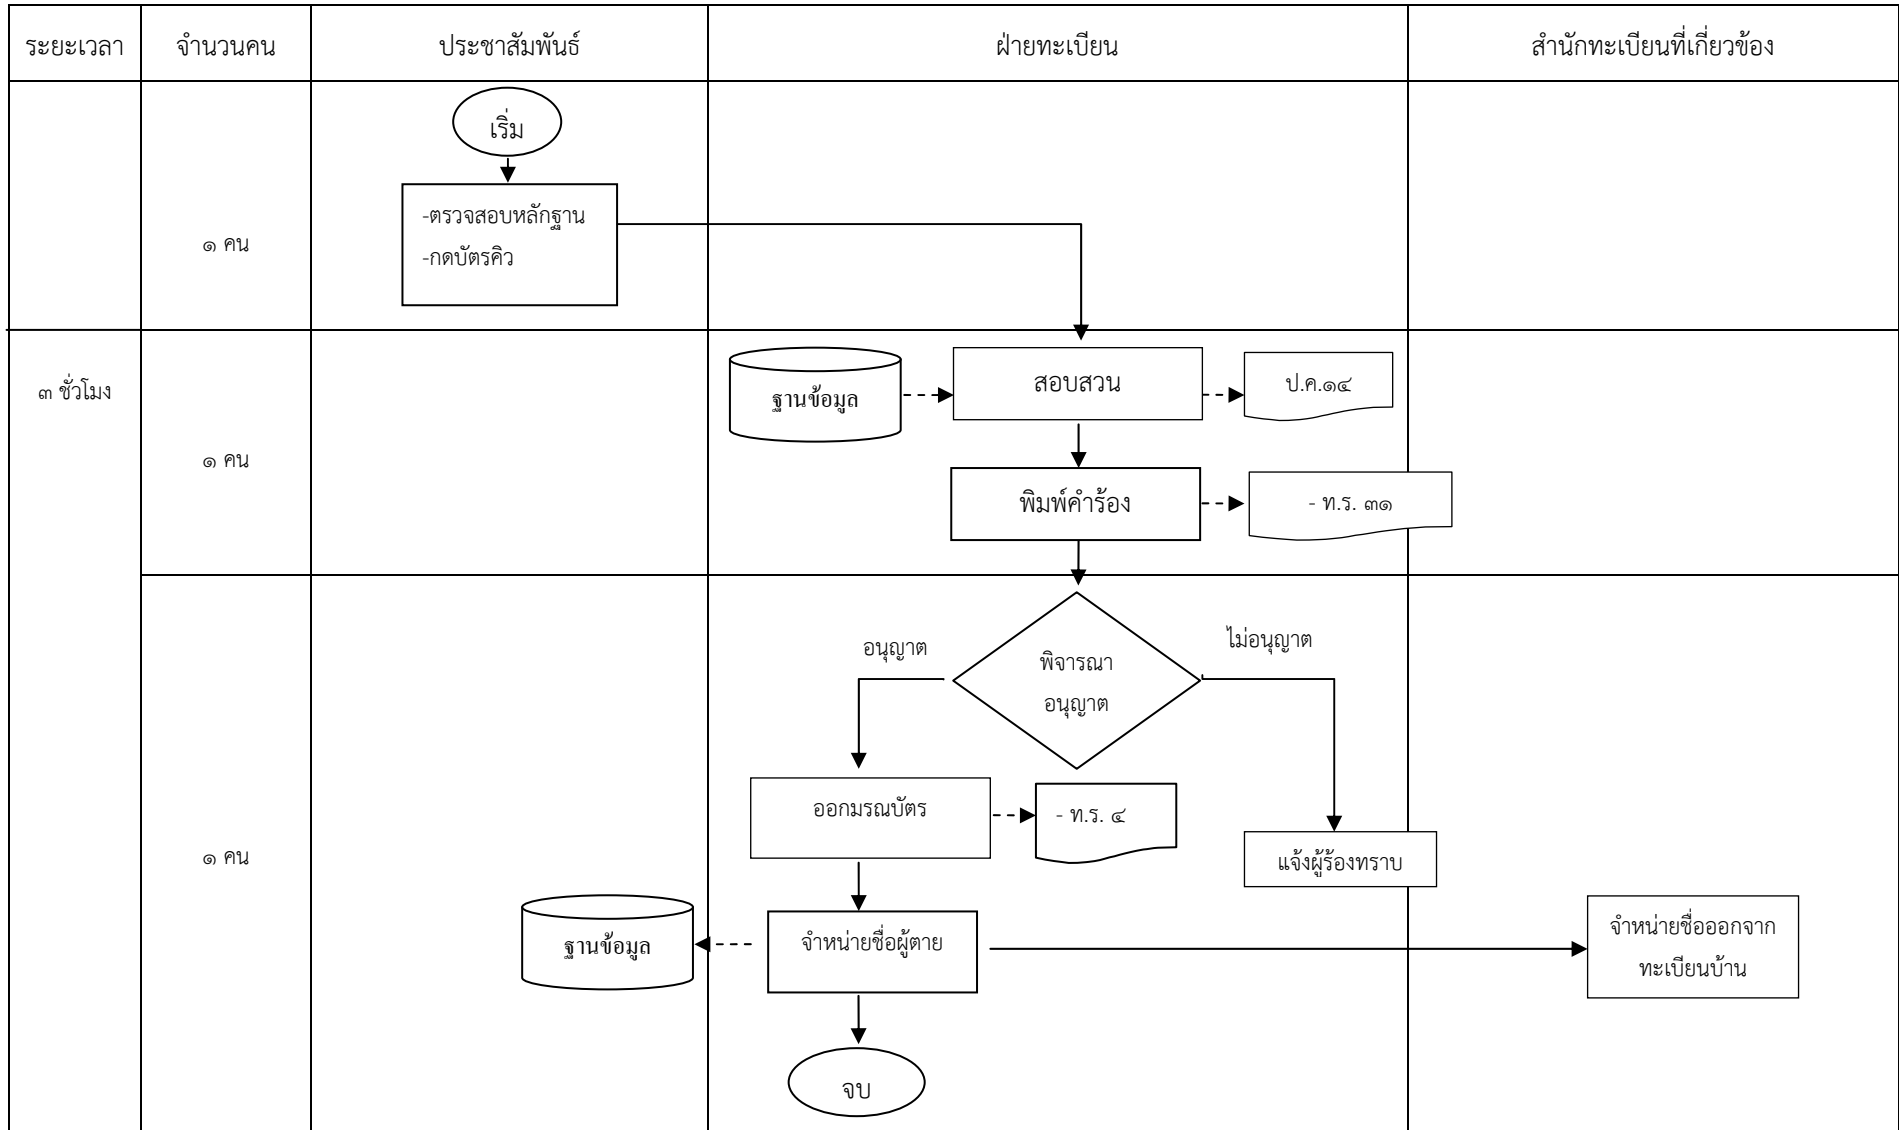 ระยะเวลา
จำนวนคน
ประชาสัมพันธ์
ฝ่ายทะเบียน
สำนักทะเบียนที่เกี่ยวข้อง
เริ่ม
-ตรวจสอบหลักฐาน
-กดบัตรคิว
๑ คน
๓ ชั่วโมง
๑ คน
ฐานข้อมูล
สอบสวน
ป.ค.๑๔
พิมพ์คำร้อง
- ท.ร. ๓๑
พิจารณา
อนุญาต
อนุญาต
ไม่อนุญาต
ออกมรณบัตร
- ท.ร. ๔
แจ้งผู้ร้องทราบ
๑ คน
ฐานข้อมูล
จำหน่ายชื่อผู้ตาย
จำหน่ายชื่อออกจาก
ทะเบียนบ้าน
จบ